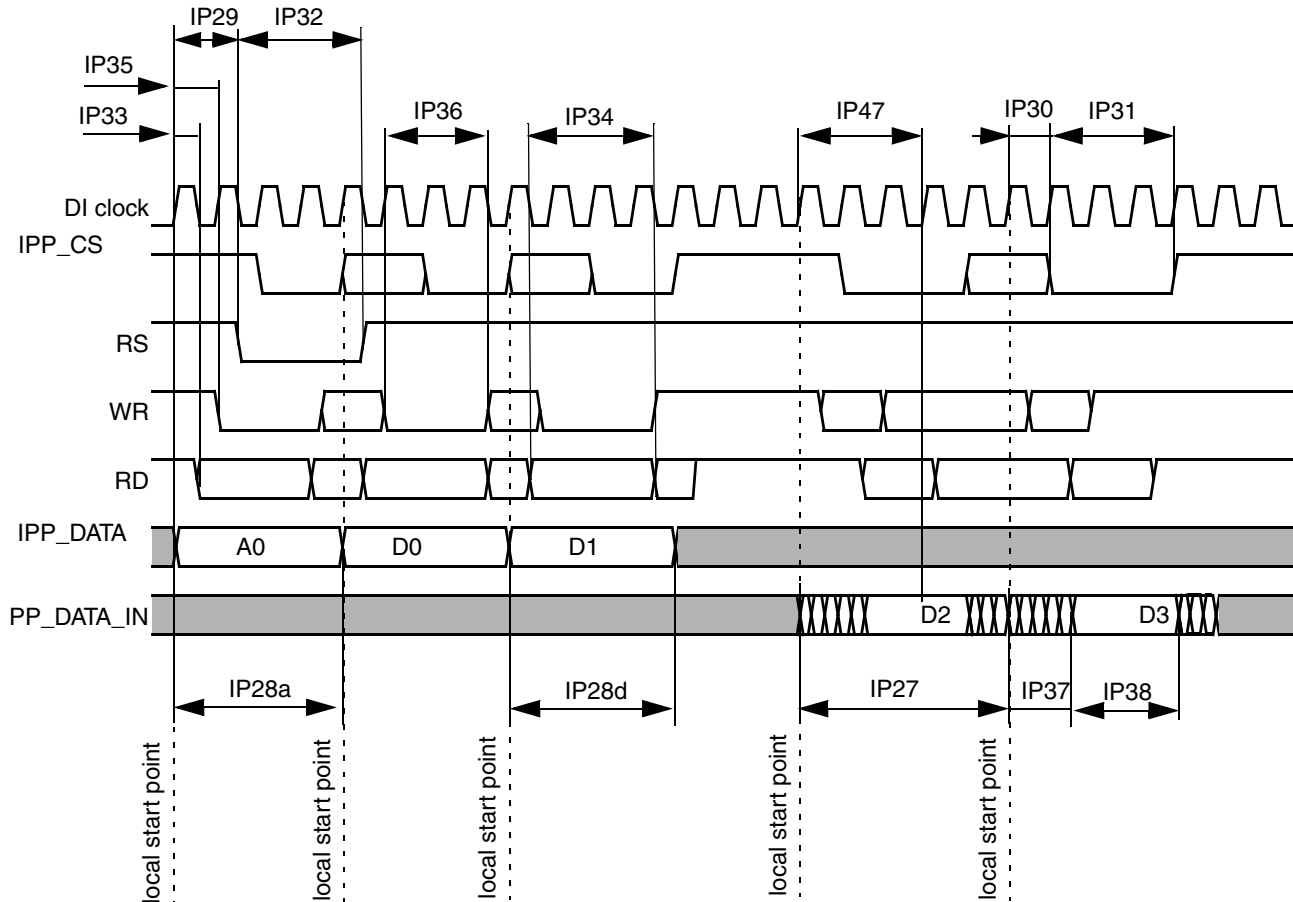 IP29 IP32
IP35
IP33 IP36 IP34 IP47 IP30 IP31
DI clock
IPP_CS
RS
WR
RD
IPP_DATA A0 D0 D1
PP_DATA_IN D2 D3
IP28a IP28d IP27 IP37 IP38
local start point local start point local start point local start point local start point